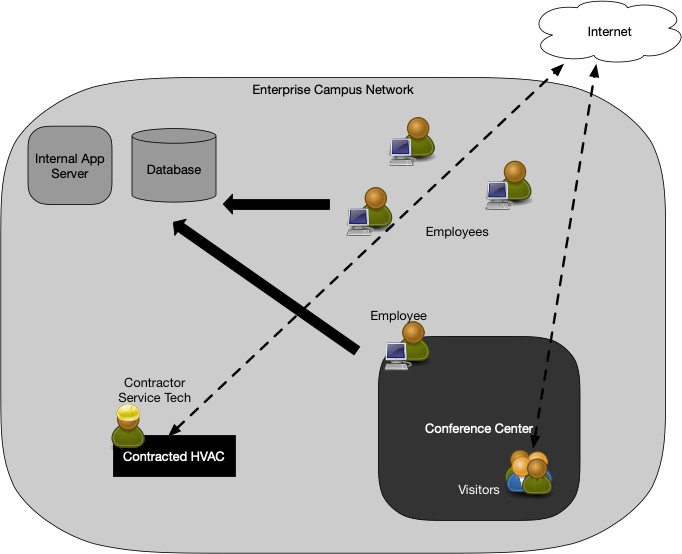 Internet
Enterprise Campus Network
Internal App
Server
Database
Employees
Employee
Contractor
Service Tech
Conference Center
Contracted HVAC
Visitors